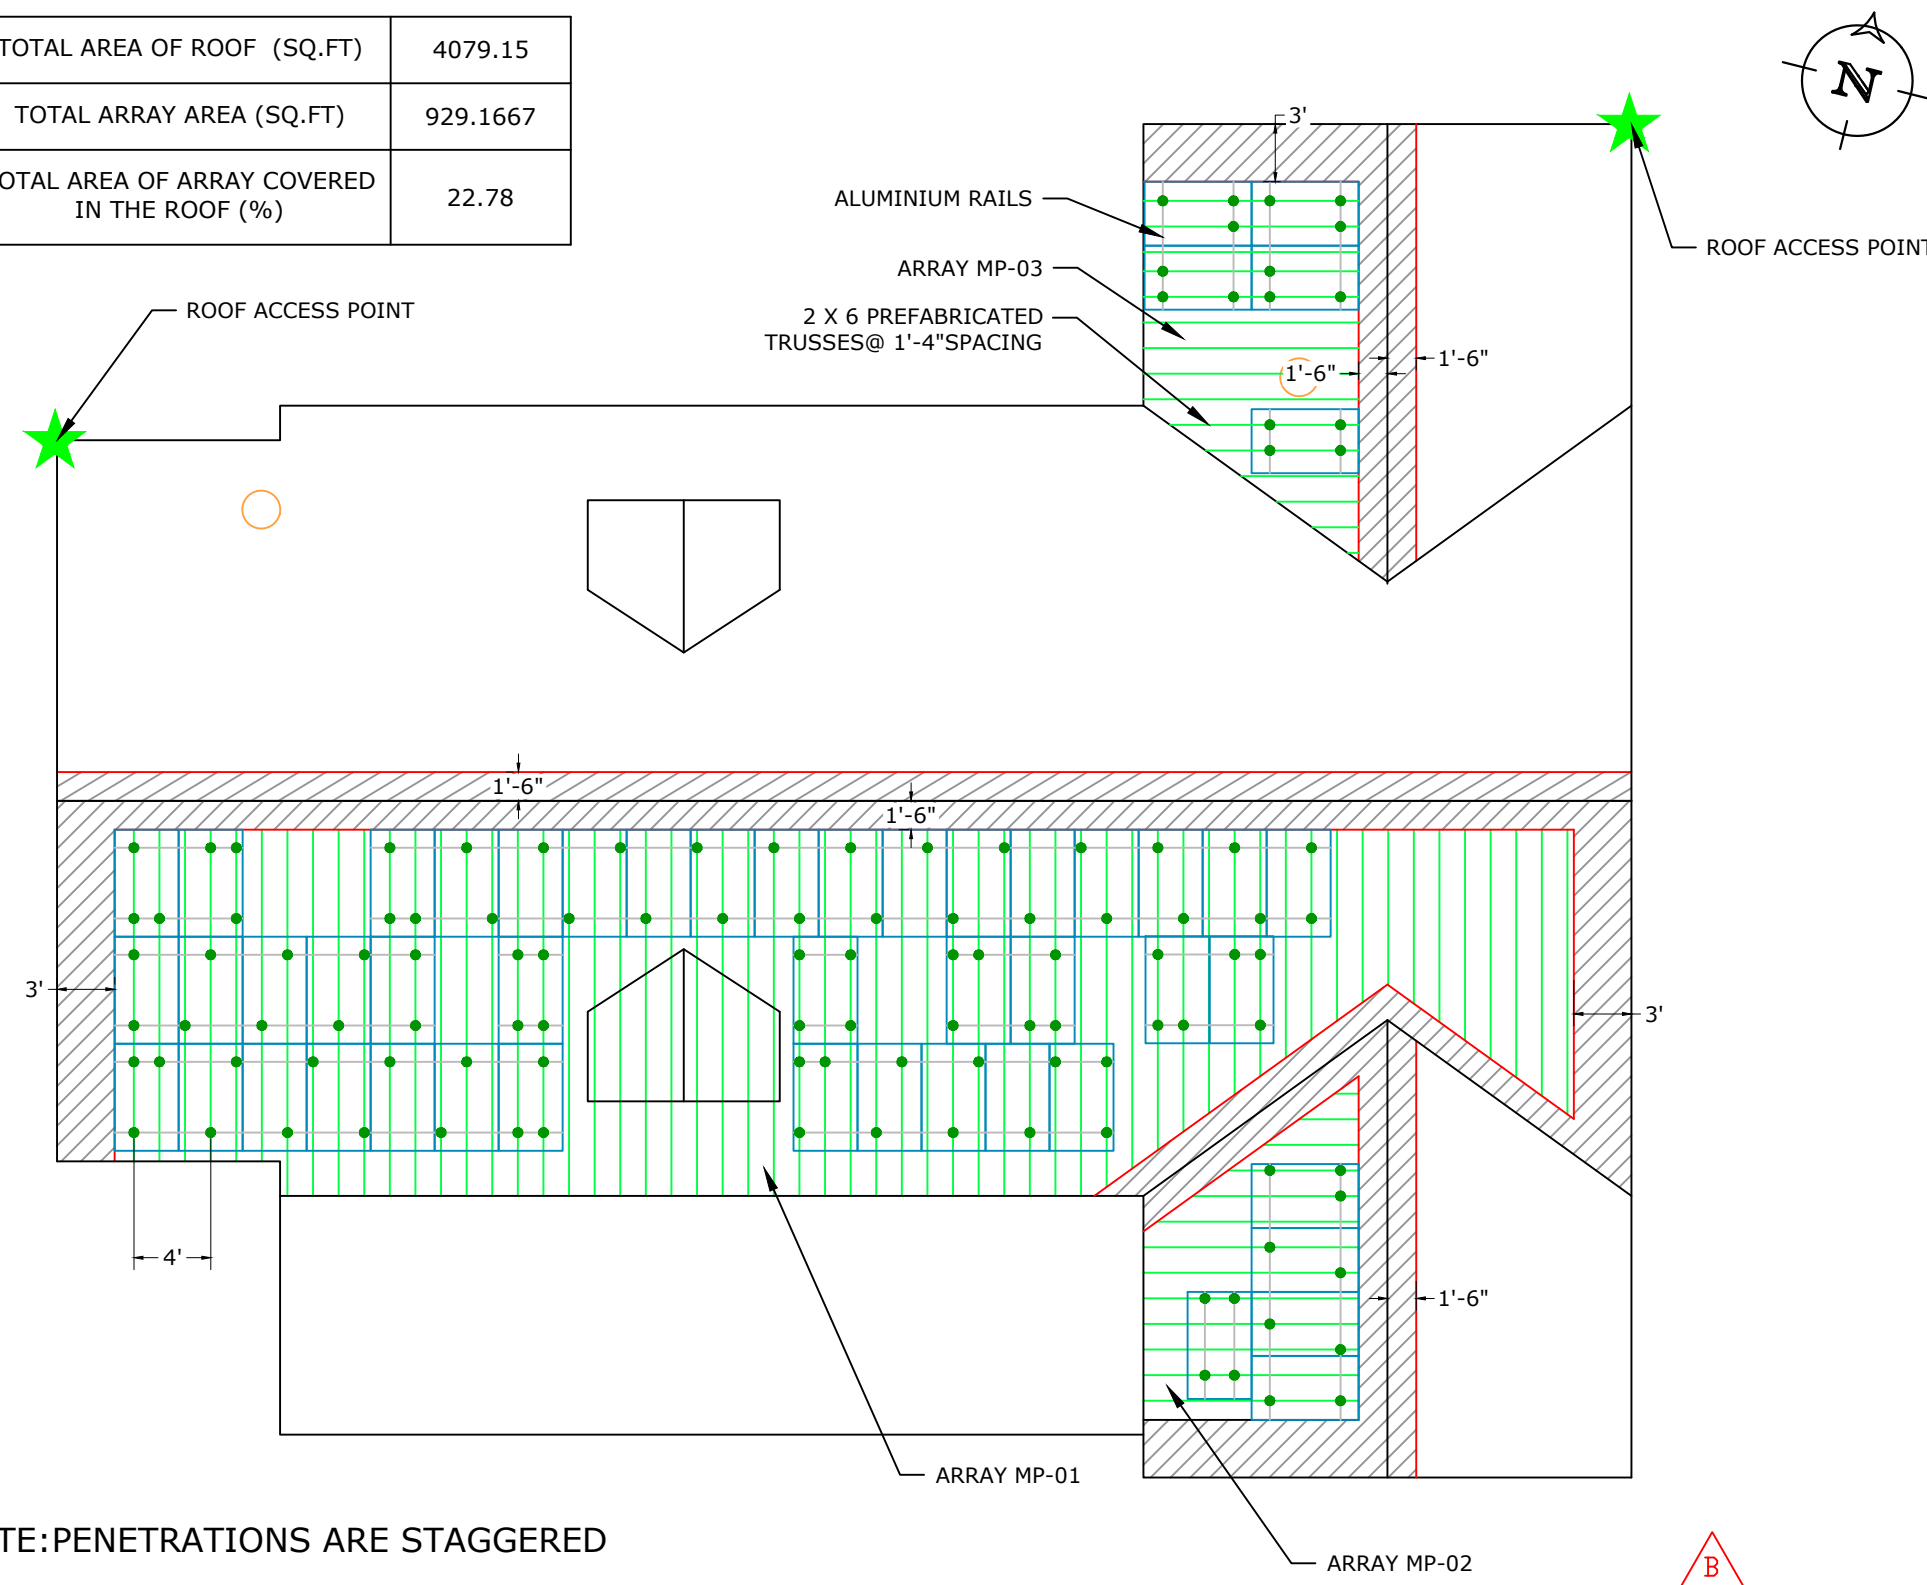 TOTAL AREA OF ROOF (SQ.FT) 4079.15
TOTAL ARRAY AREA (SQ.FT) 929.1667
OTAL AREA OF ARRAY COVERED
IN THE ROOF (%) 22.78
N
3'
ALUMINIUM RAILS
ROOF ACCESS POINT
ARRAY MP-03
ROOF ACCESS POINT
2 X 6 PREFABRICATED
TRUSSES@ 1'-4"SPACING
1'-6"
1'-6"
1'-6"
1'-6"
3'
3'
4'
1'-6"
ARRAY MP-01
TE:PENETRATIONS ARE STAGGERED
ARRAY MP-02
B